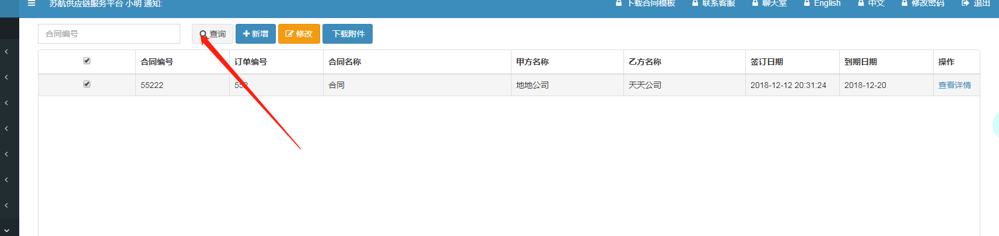 苏航供应链服务平台 小明 通知: 下载合同模板 联系客服 聊天室 English 中文 修改密码 退出
合同编号 查询 新增 修改 下载附件
合同编号 订单编号 合同名称 甲方名称 乙方名称 签订日期 到期日期 操作
55222 552 合同 地地公司 天天公司 2018-12-12 20:31:24 2018-12-20 查看详情